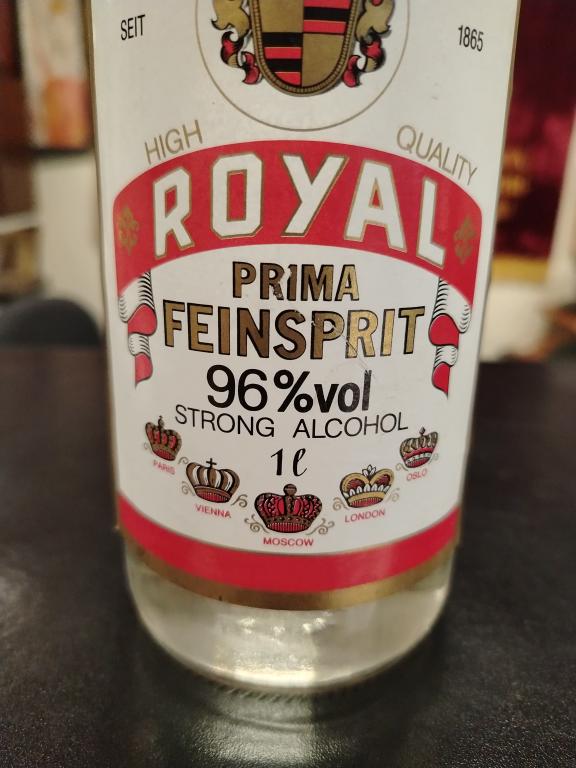 SEIT 1865
HIGH QUALITY
ROYAL
PRIMA
FEINSPRIT
96%vol
STRONG ALCOHOL
1ℓ
PARIS
VIENNA
MOSCOW
LONDON
OSLO